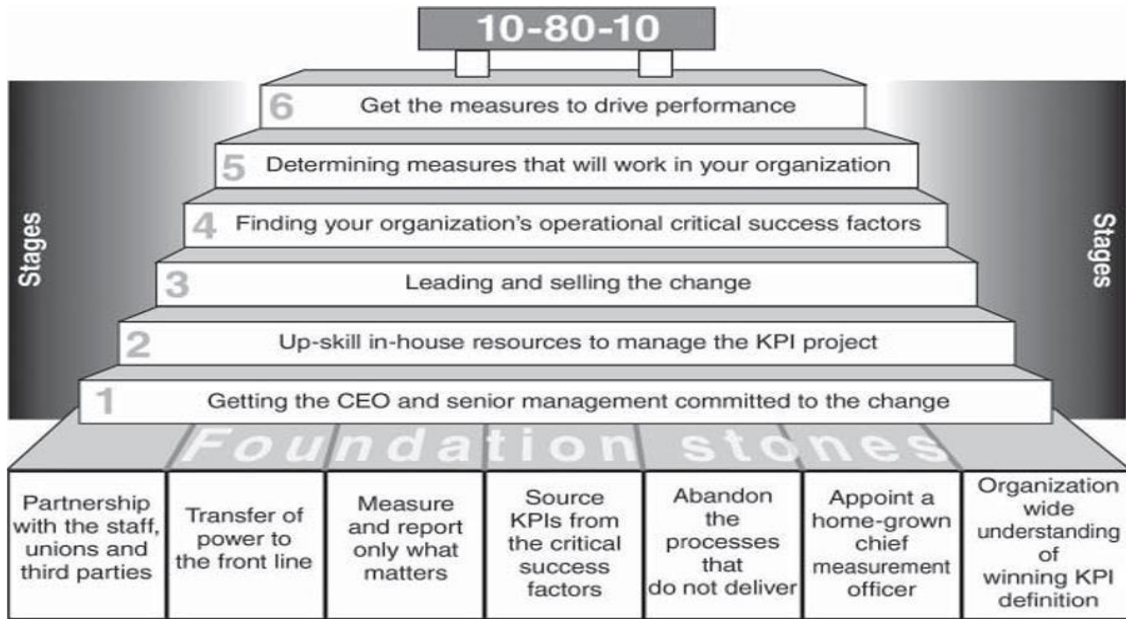 10-80-10
6 Get the measures to drive performance
5 Determining measures that will work in your organization
4 Finding your organization's operational critical success factors
3 Leading and selling the change
2 Up-skill in-house resources to manage the KPI project
1 Getting the CEO and senior management committed to the change
Stages
Stages
Foundation stones
Partnership
with the staff,
unions and
third parties
Transfer of
power to
the front line
Measure
and report
only what
matters
Source
KPIs from
the critical
success
factors
Abandon
the
processes
that
do not deliver
Appoint a
home-grown
chief
measurement
officer
Organization
wide
understanding
of
winning KPI
definition